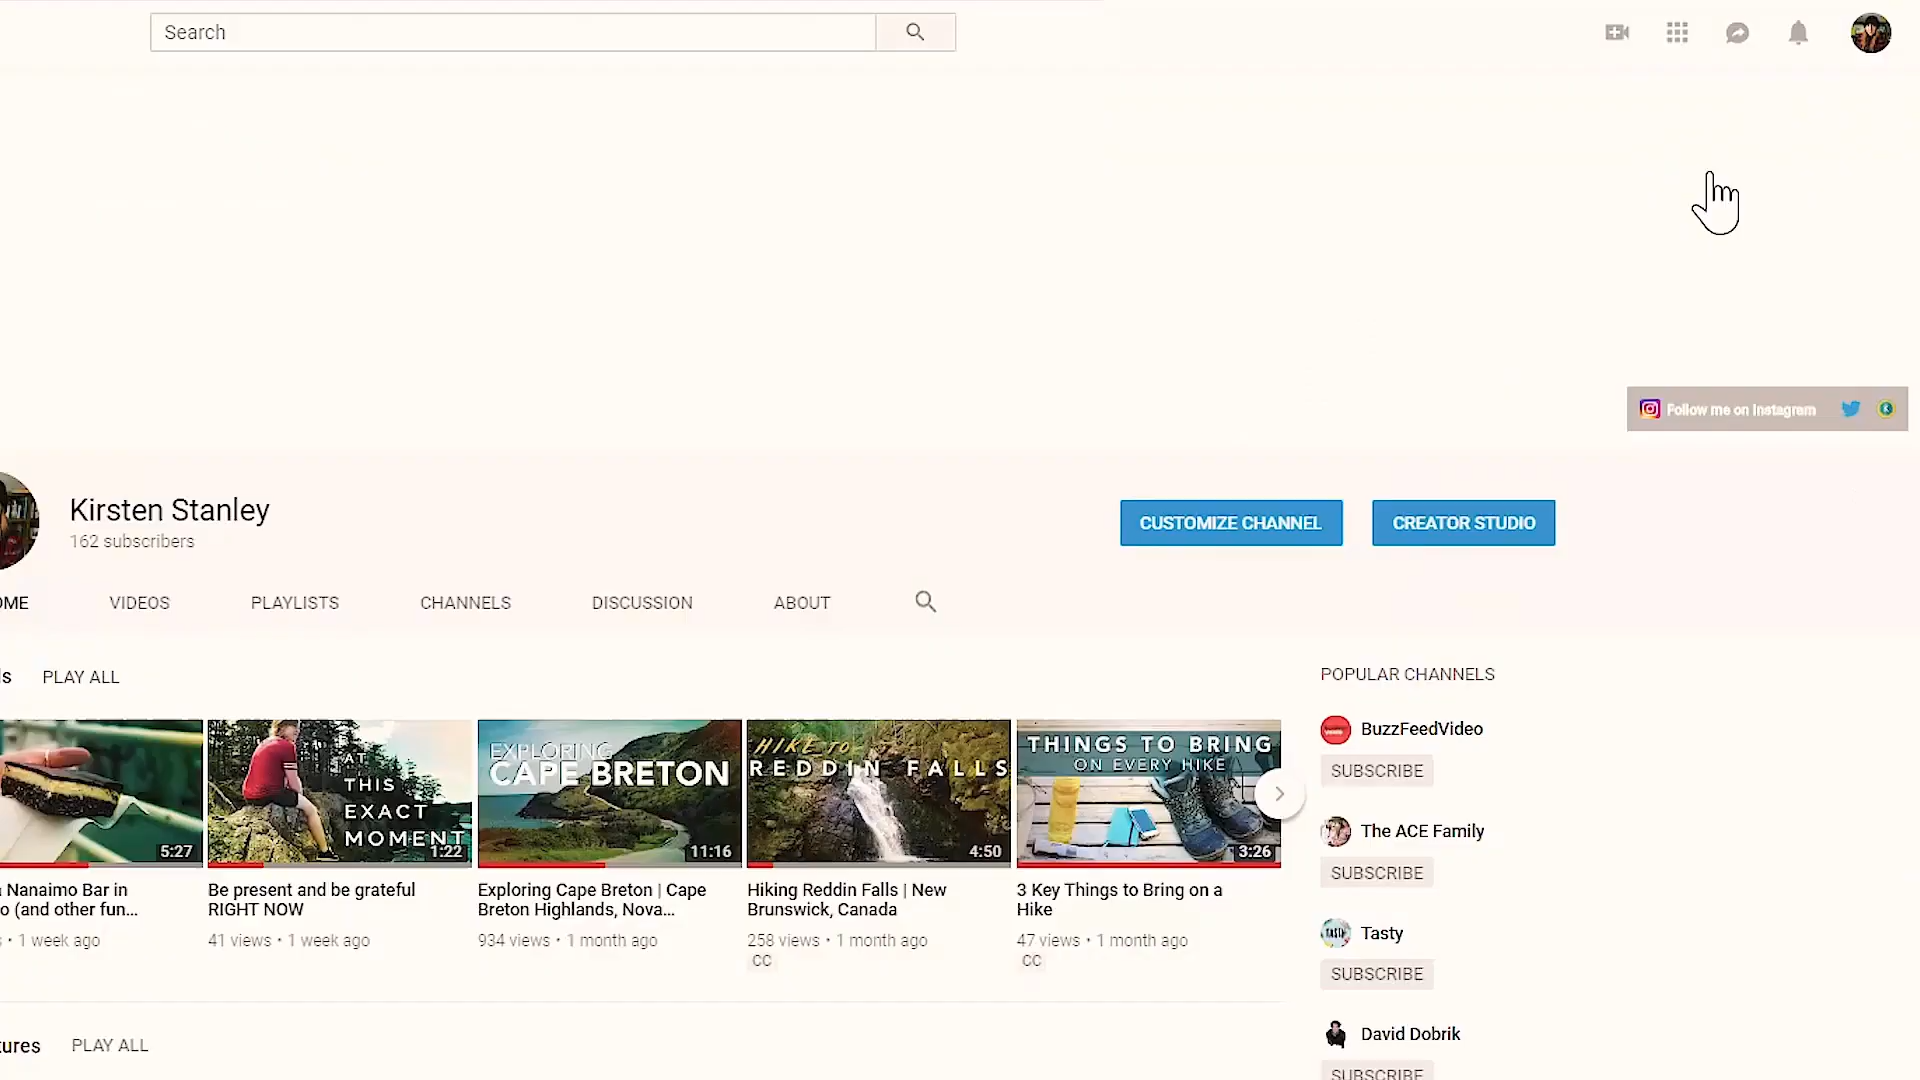 Search
Follow me on Instagram
Kirsten Stanley
162 subscribers
CUSTOMIZE CHANNEL
CREATOR STUDIO
OME
VIDEOS
PLAYLISTS
CHANNELS
DISCUSSION
ABOUT
ls
PLAY ALL
POPULAR CHANNELS
5:27
AT
THIS
EXACT
MOMENT
1:22
EXPLORING
CAPE BRETON
11:16
HIKE TO
REDDIN FALLS
4:50
THINGS TO BRING
ON EVERY HIKE
3:26
Nanaimo Bar in
o (and other fun...
• 1 week ago
Be present and be grateful
RIGHT NOW
41 views • 1 week ago
Exploring Cape Breton | Cape
Breton Highlands, Nova...
934 views • 1 month ago
Hiking Reddin Falls | New
Brunswick, Canada
258 views • 1 month ago
CC
3 Key Things to Bring on a
Hike
47 views • 1 month ago
CC
BuzzFeedVideo
SUBSCRIBE
The ACE Family
SUBSCRIBE
Tasty
SUBSCRIBE
David Dobrik
SUBSCRIBE
tures
PLAY ALL